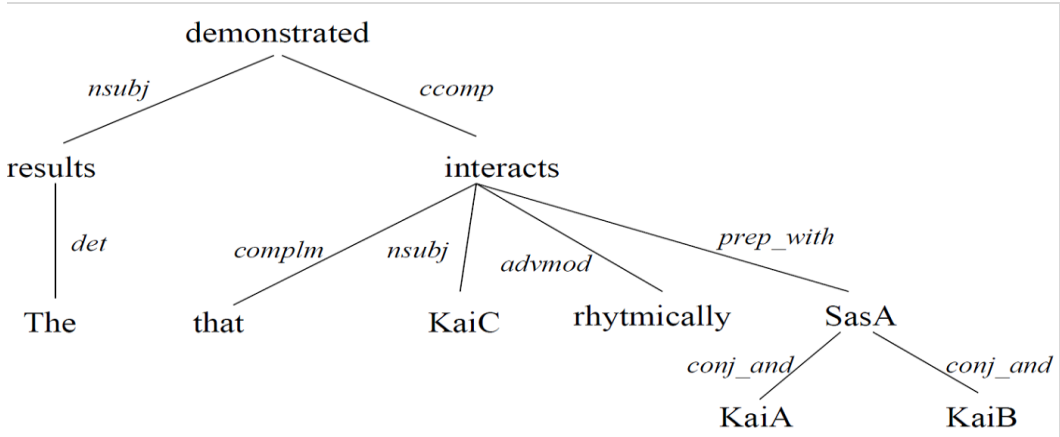 demonstrated
nsubj ccomp
results interacts
det complm nsubj advmod prep_with
The that KaiC rhytmically SasA
conj_and conj_and
KaiA KaiB